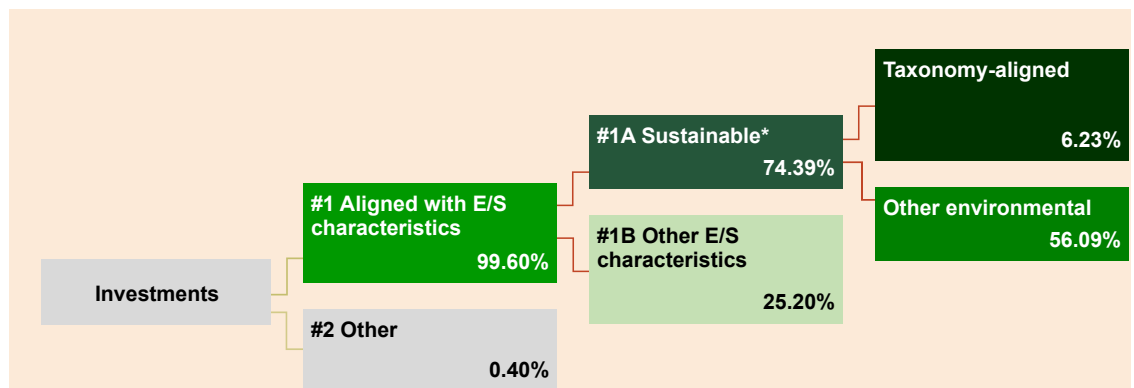 Investments
#1 Aligned with E/S
characteristics
99.60%
#2 Other
0.40%
#1A Sustainable*
74.39%
#1B Other E/S
characteristics
25.20%
Taxonomy-aligned
6.23%
Other environmental
56.09%